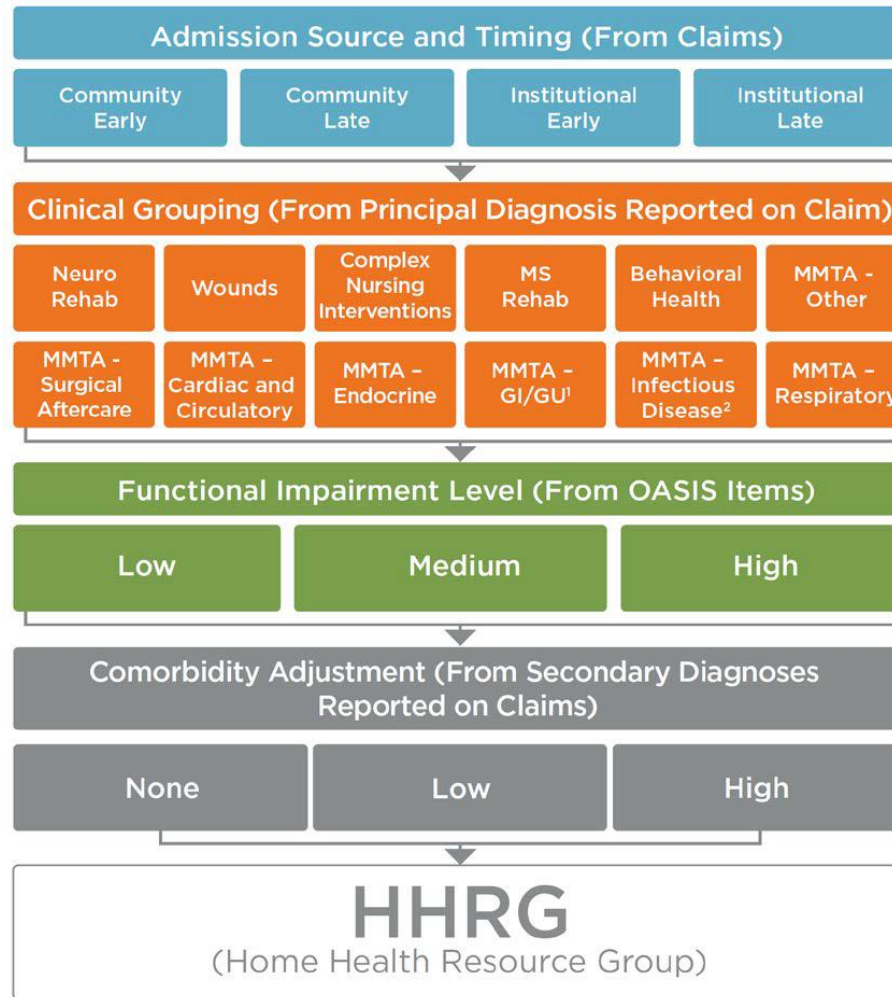 Admission Source and Timing (From Claims)
Community
Early
Community
Late
Institutional
Early
Institutional
Late
Clinical Grouping (From Principal Diagnosis Reported on Claim)
Neuro
Rehab
Wounds
Complex
Nursing
Interventions
MS
Rehab
Behavioral
Health
MMTA -
Other
MMTA -
Surgical
Aftercare
MMTA –
Cardiac and
Circulatory
MMTA –
Endocrine
MMTA –
GI/GU¹
MMTA –
Infectious
Disease²
MMTA –
Respiratory
Functional Impairment Level (From OASIS Items)
Low
Medium
High
Comorbidity Adjustment (From Secondary Diagnoses
Reported on Claims)
None
Low
High
HHRG
(Home Health Resource Group)